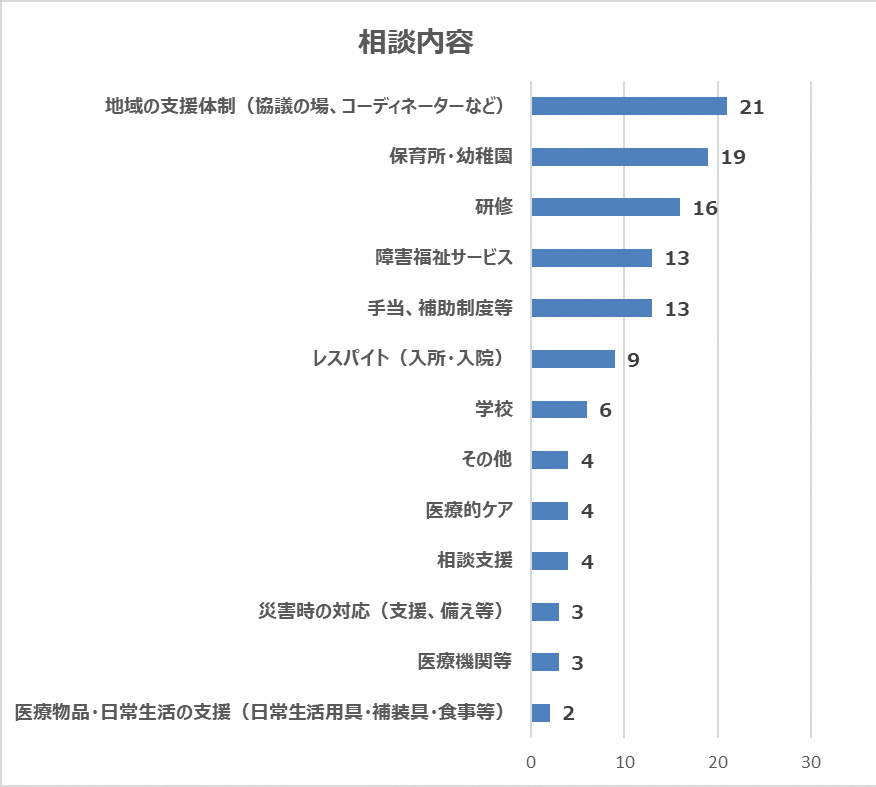 相談内容
地域の支援体制（協議の場、コーディネーターなど） 21
保育所・幼稚園 19
研修 16
障害福祉サービス 13
手当、補助制度等 13
レスパイト（入所・入院） 9
学校 6
その他 4
医療的ケア 4
相談支援 4
災害時の対応（支援、備え等） 3
医療機関等 3
医療物品・日常生活の支援（日常生活用具・補装具・食事等） 2
0 10 20 30